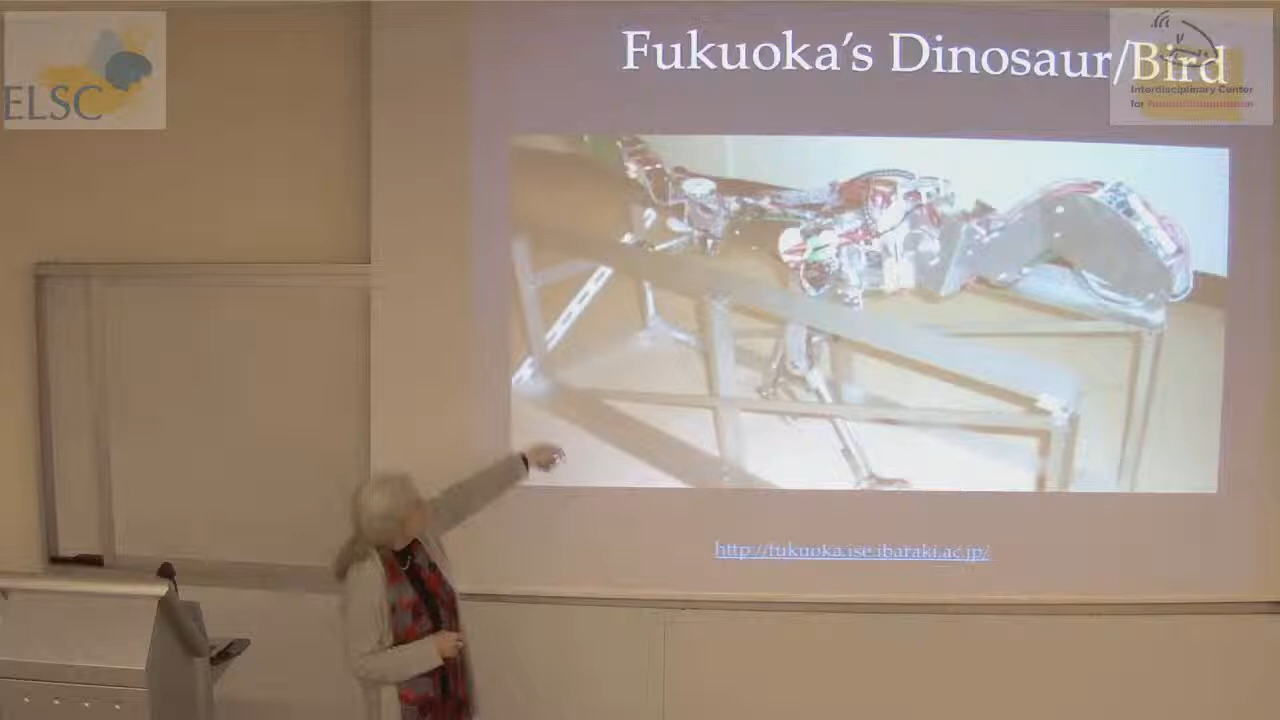 Fukuoka's Dinosaur/Bird
ELSC
Interdisciplinary Center
for
http://fukuoka.ise.ibaraki.ac.jp/